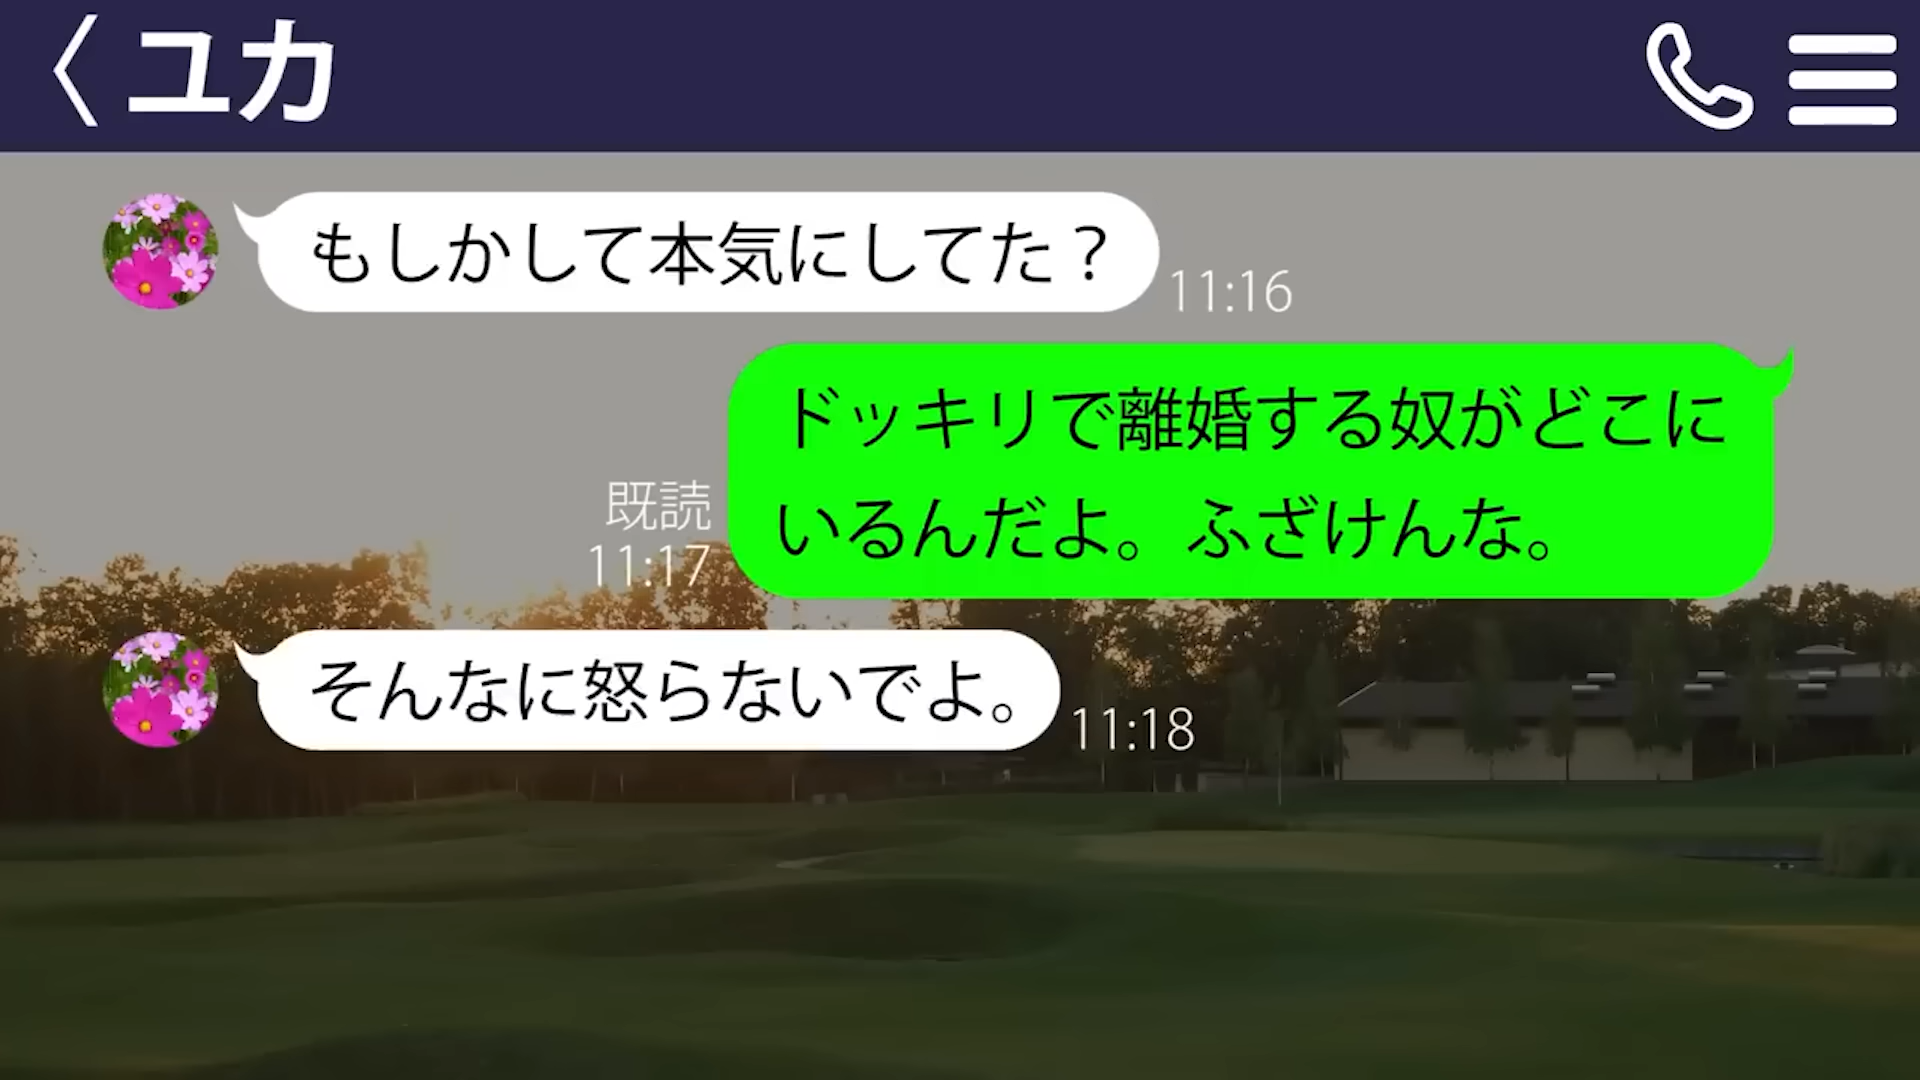 ユカ
もしかして本気にしてた？
11:16
ドッキリで離婚する奴がどこに
いるんだよ。ふざけんな。
既読
11:17
そんなに怒らないでよ。
11:18